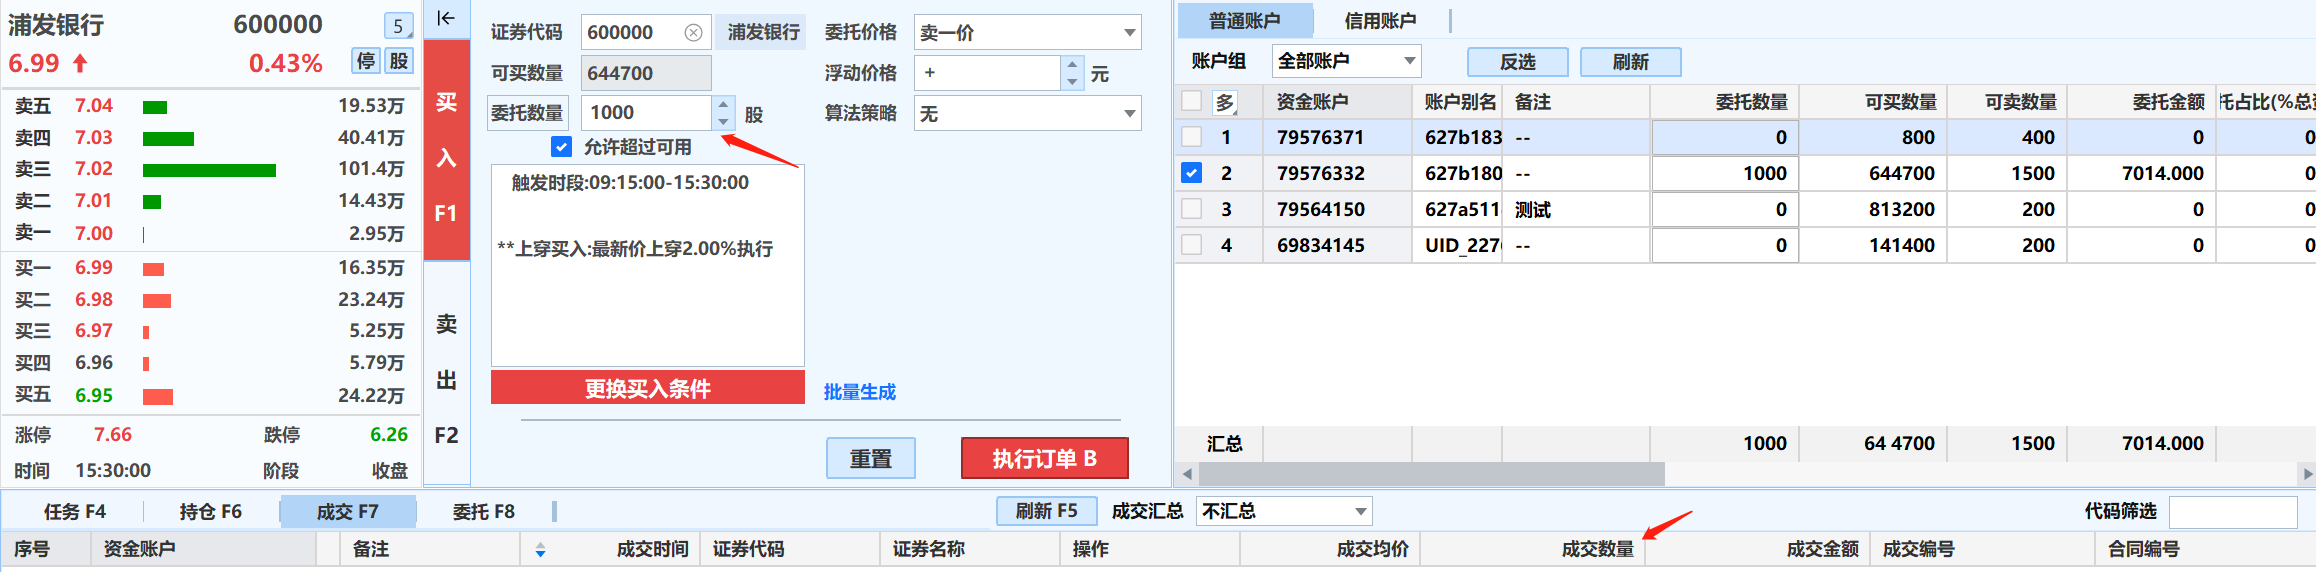 浦发银行 600000 5
6.99 0.43% 停 股
卖五 7.04 19.53万
卖四 7.03 40.41万
卖三 7.02 101.4万
卖二 7.01 14.43万
卖一 7.00 2.95万
买一 6.99 16.35万
买二 6.98 23.24万
买三 6.97 5.25万
买四 6.96 5.79万
买五 6.95 24.22万
涨停 7.66 跌停 6.26
时间 15:30:00 阶段 收盘
买
入
F1
卖
出
F2
证券代码 600000 浦发银行 委托价格 卖一价
可买数量 644700 浮动价格 + 元
委托数量 1000 股 算法策略 无
允许超过可用
触发时段:09:15:00-15:30:00
**上穿买入:最新价上穿2.00%执行
更换买入条件 批量生成
重置 执行订单 B
普通账户 信用账户
账户组 全部账户 反选 刷新
多 资金账户 账户别名 备注 委托数量 可买数量 可卖数量 委托金额 托占比(%总
1 79576371 627b183 -- 0 800 400 0 0
2 79576332 627b180 -- 1000 644700 1500 7014.000 0
3 79564150 627a511 测试 0 813200 200 0 0
4 69834145 UID_227 -- 0 141400 200 0 0
汇总 1000 64 4700 1500 7014.000
任务 F4 持仓 F6 成交 F7 委托 F8 刷新 F5 成交汇总 不汇总 代码筛选
序号 资金账户 备注 成交时间 证券代码 证券名称 操作 成交均价 成交数量 成交金额 成交编号 合同编号